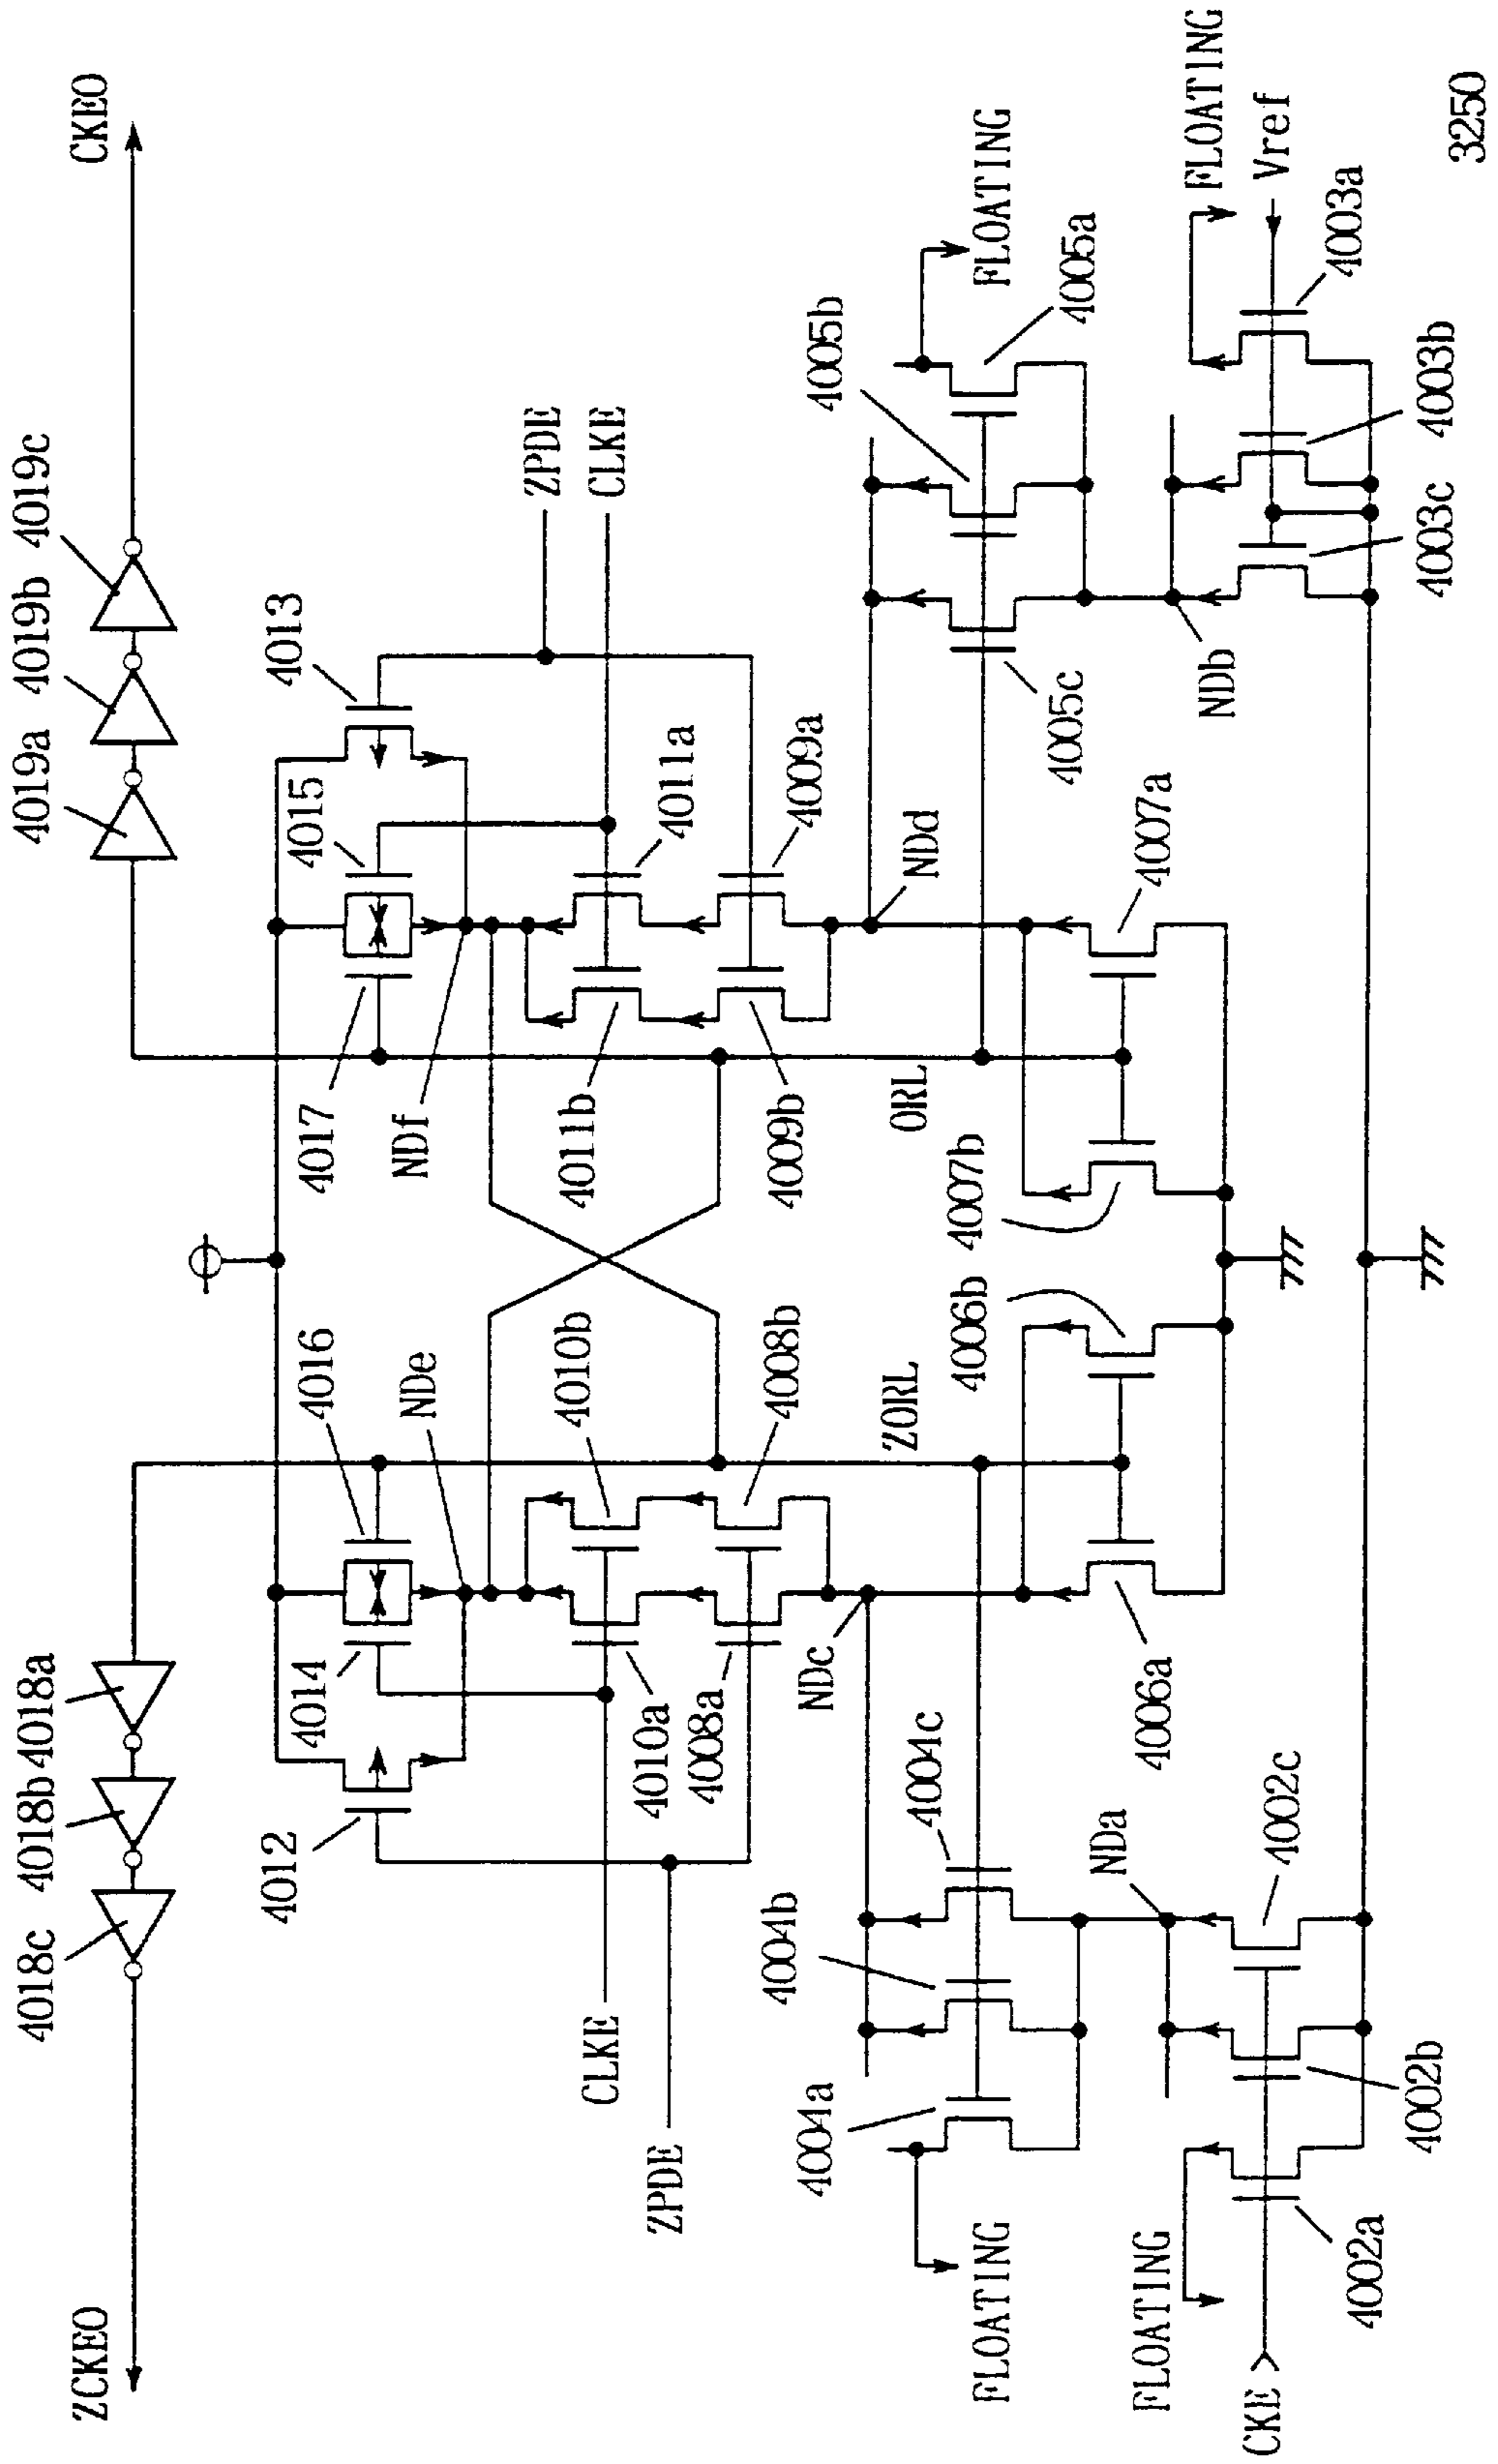 ZCKE0
CKE0
4018c
4018b
4018a
4019a
4019b
4019c
4012
4014
4016
4017
4015
4013
NDe
NDf
ZPDE
CLKE
4010a
4010b
4011b
4011a
CLKE
ZPDE
4008a
4008b
4009b
4009a
NDc
ZORL
ORL
NDd
4004a
4004b
4004c
4005c
4005b
4005a
FLOATING
FLOATING
4006a
4006b
4007b
4007a
NDa
NDb
FLOATING
FLOATING
CKE
Vref
4002a
4002b
4002c
4003c
4003b
4003a
3250